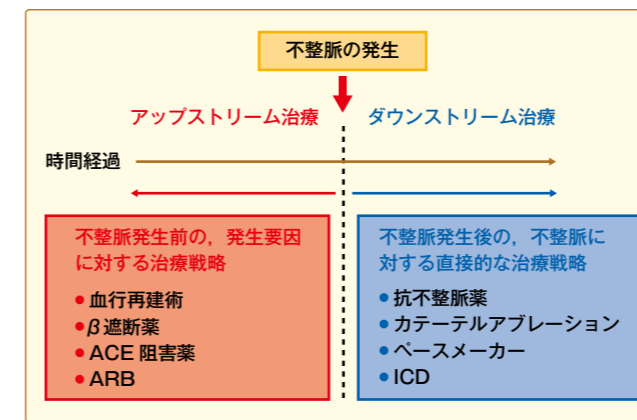 不整脈の発生
アップストリーム治療
ダウンストリーム治療
時間経過
不整脈発生前の，発生要因
に対する治療戦略
●血行再建術
●β遮断薬
●ACE 阻害薬
●ARB
不整脈発生後の，不整脈に
対する直接的な治療戦略
●抗不整脈薬
●カテーテルアブレーション
●ペースメーカー
●ICD